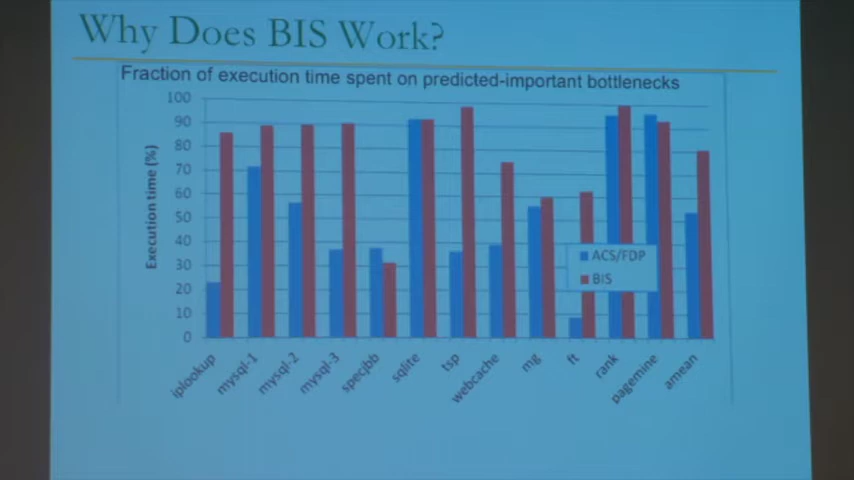 Why Does BIS Work?
Fraction of execution time spent on predicted-important bottlenecks
Execution time (%)
100
90
80
70
60
50
40
30
20
10
0
ACS/FDP
BIS
iplookup
mysql-1
mysql-2
mysql-3
specjbb
sqlite
tsp
webcache
mg
ft
rank
pagemine
amean